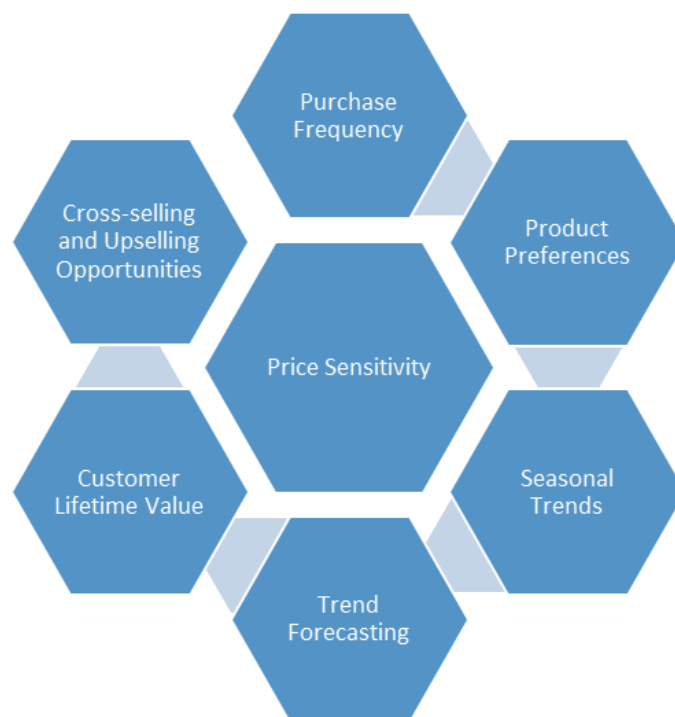 Purchase
Frequency
Cross-selling
and Upselling
Opportunities
Product
Preferences
Price Sensitivity
Customer
Lifetime Value
Seasonal
Trends
Trend
Forecasting